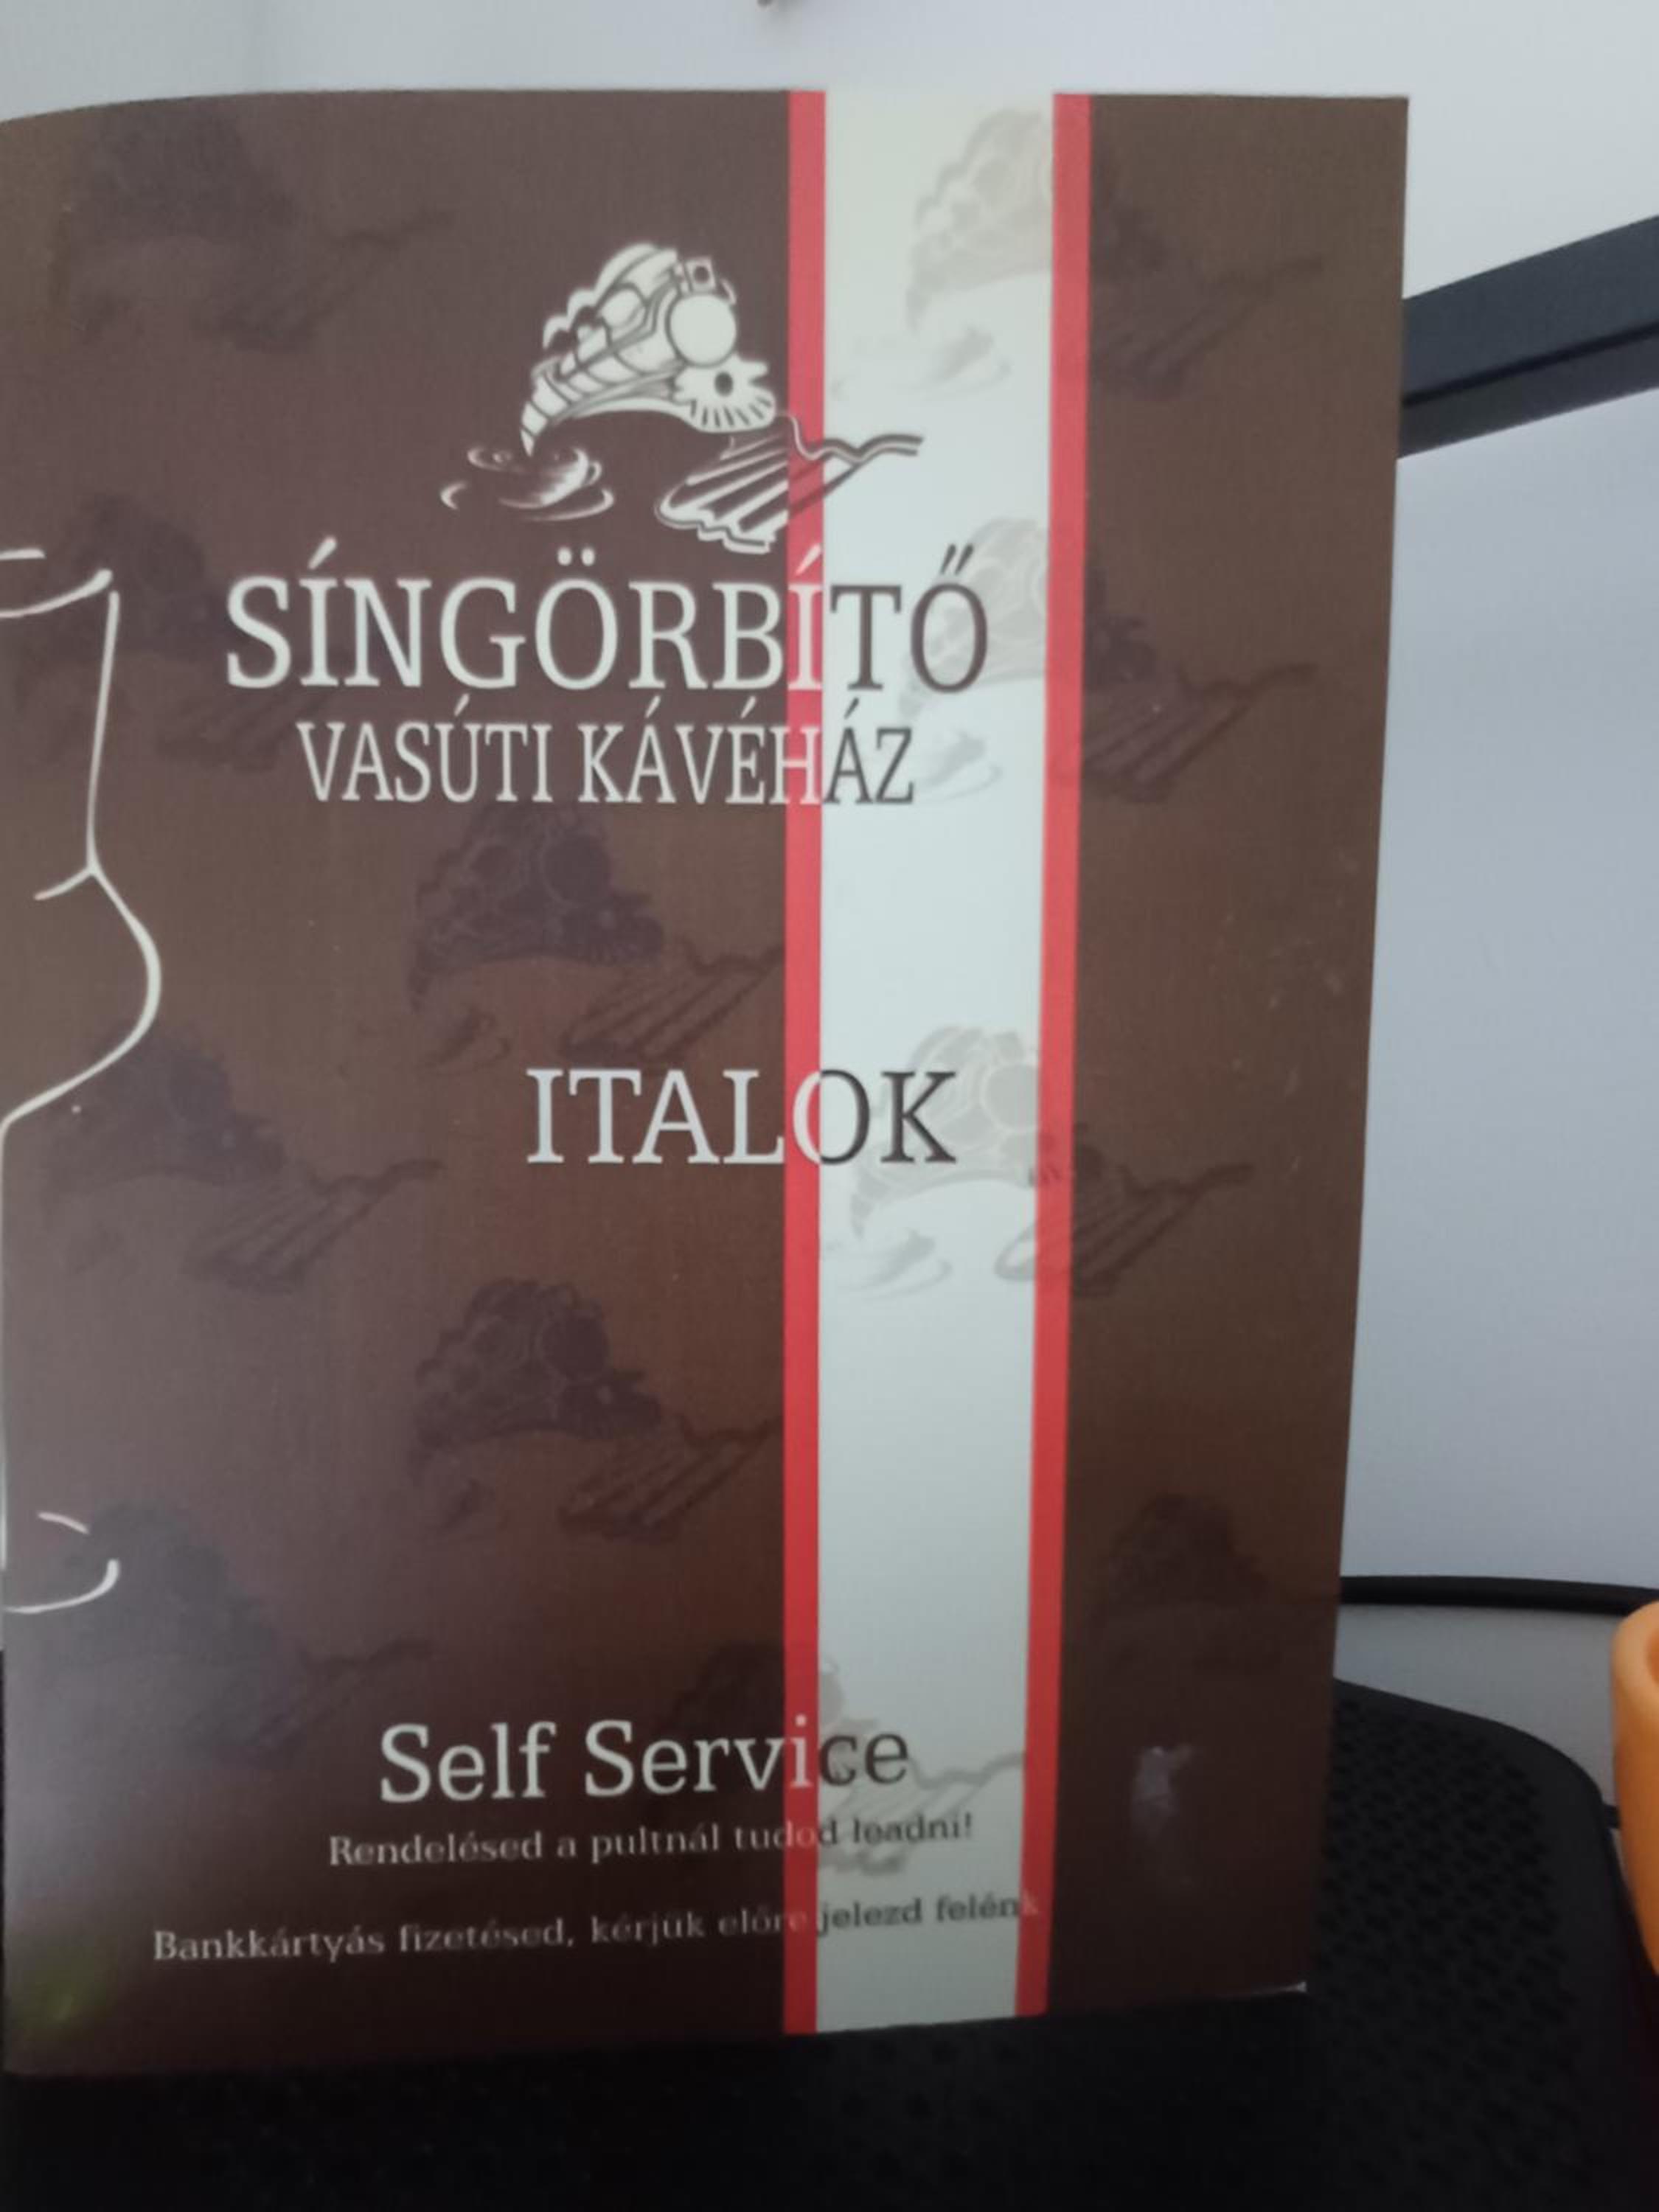 SÍNGÖRBÍTŐ
VASÚTI KÁVÉHÁZ
ITALOK
Self Service
Rendelésed a pultnál tudod leadni!
Bankkártyás fizetésed, kérjük előre jelezd felénk